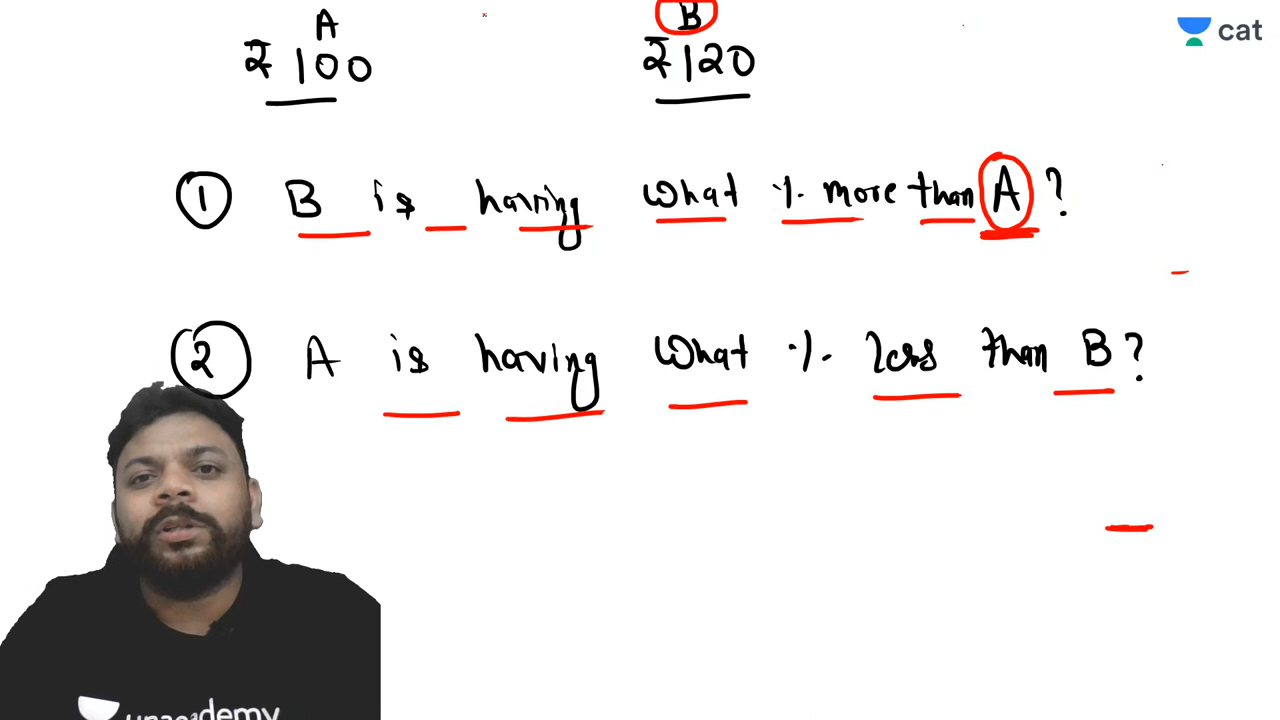 A B
₹ 100 ₹ 120
cat
① B is having what % more than A?
② A is having what % less than B?
unacademy